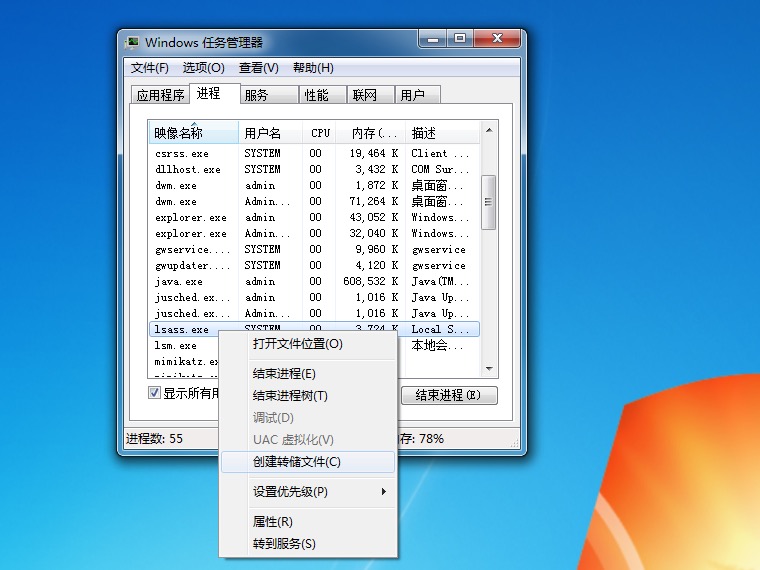 Windows 任务管理器
文件(F) 选项(O) 查看(V) 帮助(H)
应用程序 进程 服务 性能 联网 用户
映像名称 用户名 CPU 内存(... 描述
csrss.exe SYSTEM 00 19,464 K Client ...
dllhost.exe SYSTEM 00 3,432 K COM Sur...
dwm.exe admin 00 1,872 K 桌面窗...
dwm.exe Admin... 00 71,264 K 桌面窗...
explorer.exe admin 00 43,052 K Windows...
explorer.exe Admin... 00 32,040 K Windows...
gwservice.... SYSTEM 00 9,960 K gwservice
gwupdater.... SYSTEM 00 4,120 K gwservice
java.exe admin 00 608,532 K Java(TM...
jusched.ex... admin 00 1,016 K Java Up...
jusched.ex... Admin... 00 1,016 K Java Up...
lsass.exe SYSTEM 00 3,724 K Local S...
lsm.exe 本地会...
mimikatz.ex
显示所有用
结束进程(E)
进程数: 55
存: 78%
打开文件位置(O)
结束进程(E)
结束进程树(T)
调试(D)
UAC 虚拟化(V)
创建转储文件(C)
设置优先级(P)
属性(R)
转到服务(S)